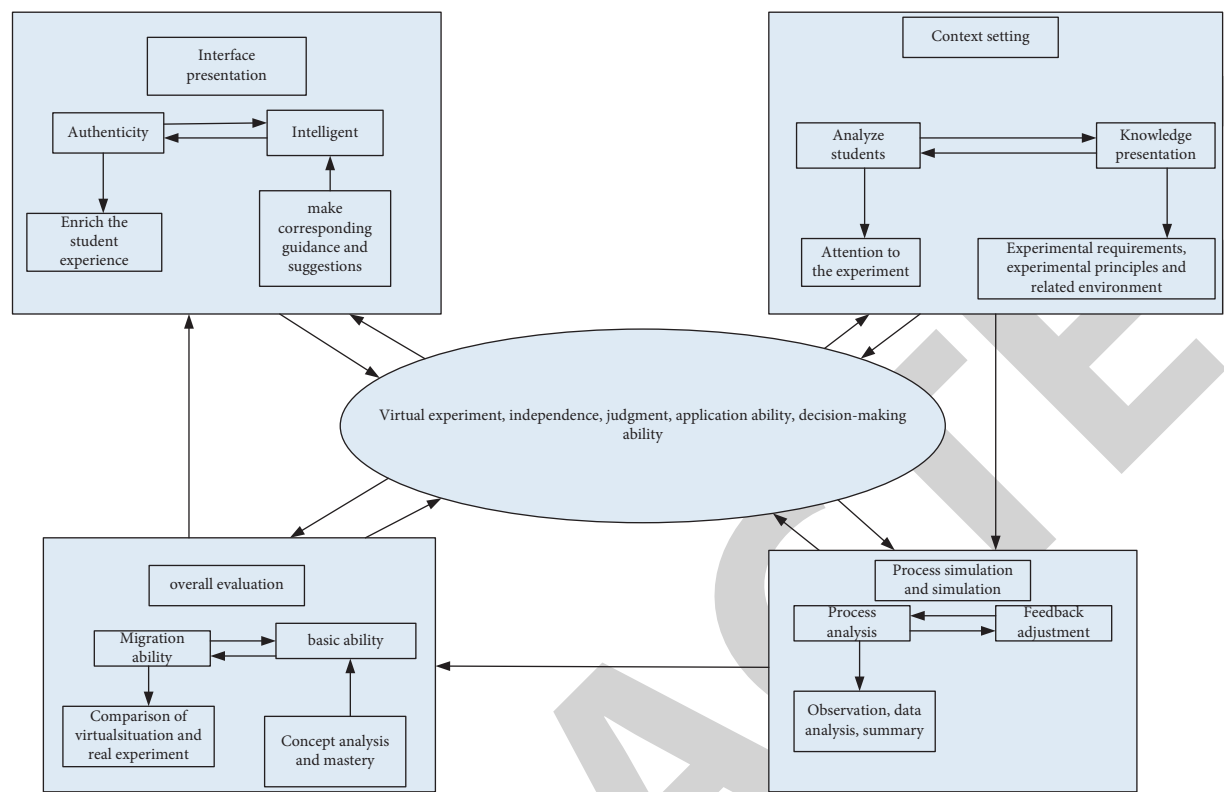 Interface
presentation
Authenticity
Intelligent
Enrich the
student
experience
make
corresponding
guidance and
suggestions
Context setting
Analyze
students
Knowledge
presentation
Attention to
the experiment
Experimental requirements,
experimental principles and
related environment
Virtual experiment, independence, judgment, application ability, decision-making
ability
overall evaluation
Migration
ability
basic ability
Comparison of
virtualsituation and
real experiment
Concept analysis
and mastery
Process simulation
and simulation
Process
analysis
Feedback
adjustment
Observation, data
analysis, summary